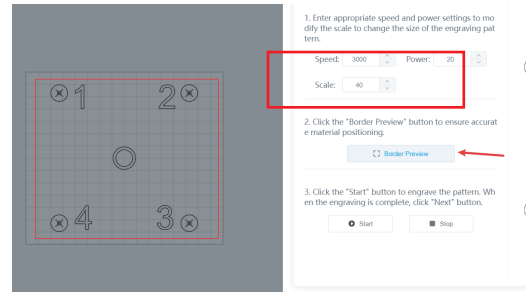 1. Enter appropriate speed and power settings to mo
dify the scale to change the size of the engraving pat
tern.
Speed: 3000 Power: 20
Scale: 40
1 2
4 3
2. Click the "Border Preview" button to ensure accurat
e material positioning.
Border Preview
3. Click the "Start" button to engrave the pattern. Wh
en the engraving is complete, click "Next" button.
Start Stop